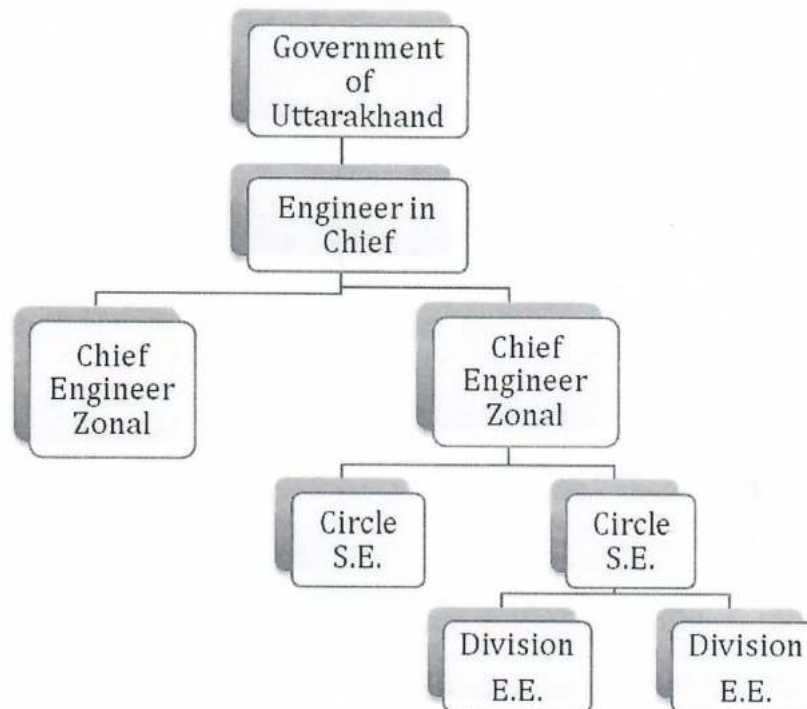 Government
of
Uttarakhand
Engineer in
Chief
Chief
Engineer
Zonal
Chief
Engineer
Zonal
Circle
S.E.
Circle
S.E.
Division
E.E.
Division
E.E.